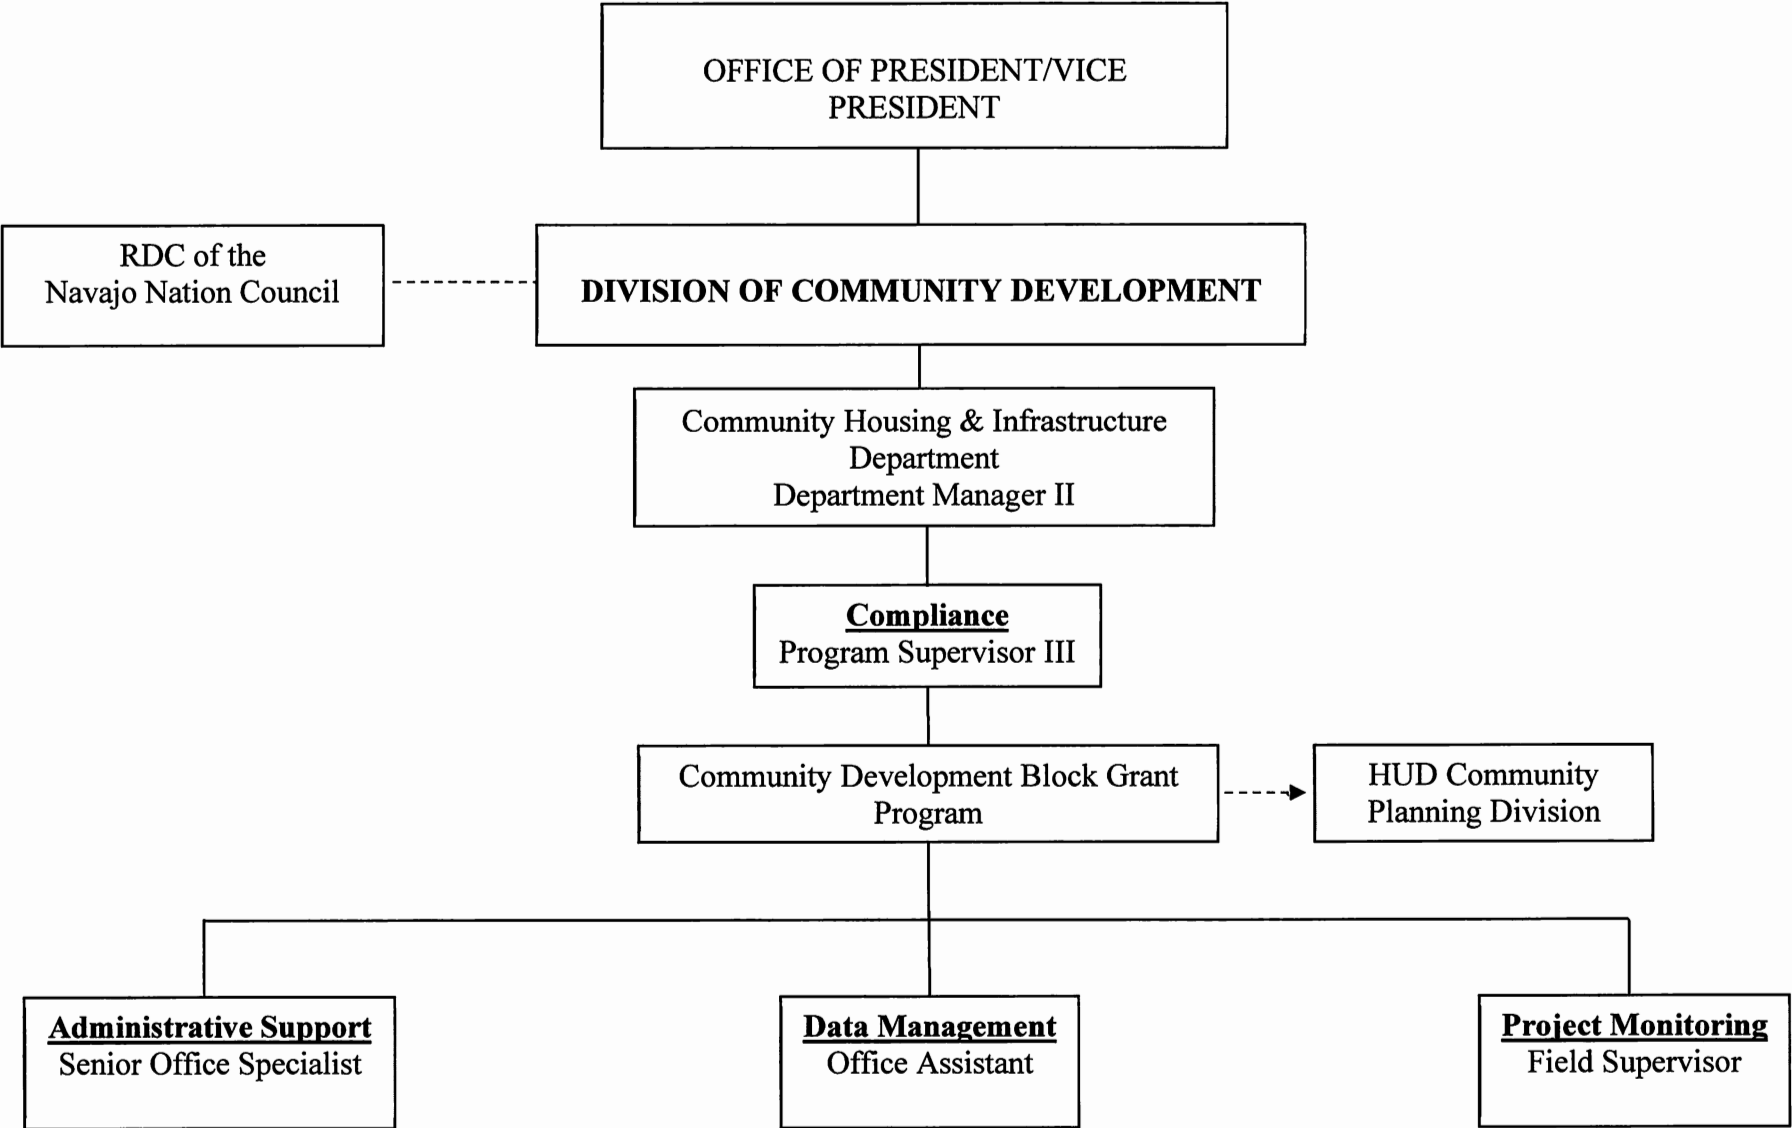 OFFICE OF PRESIDENT/VICE
PRESIDENT
RDC of the
Navajo Nation Council
DIVISION OF COMMUNITY DEVELOPMENT
Community Housing & Infrastructure
Department
Department Manager II
Compliance
Program Supervisor III
Community Development Block Grant
Program
HUD Community
Planning Division
Administrative Support
Senior Office Specialist
Data Management
Office Assistant
Project Monitoring
Field Supervisor